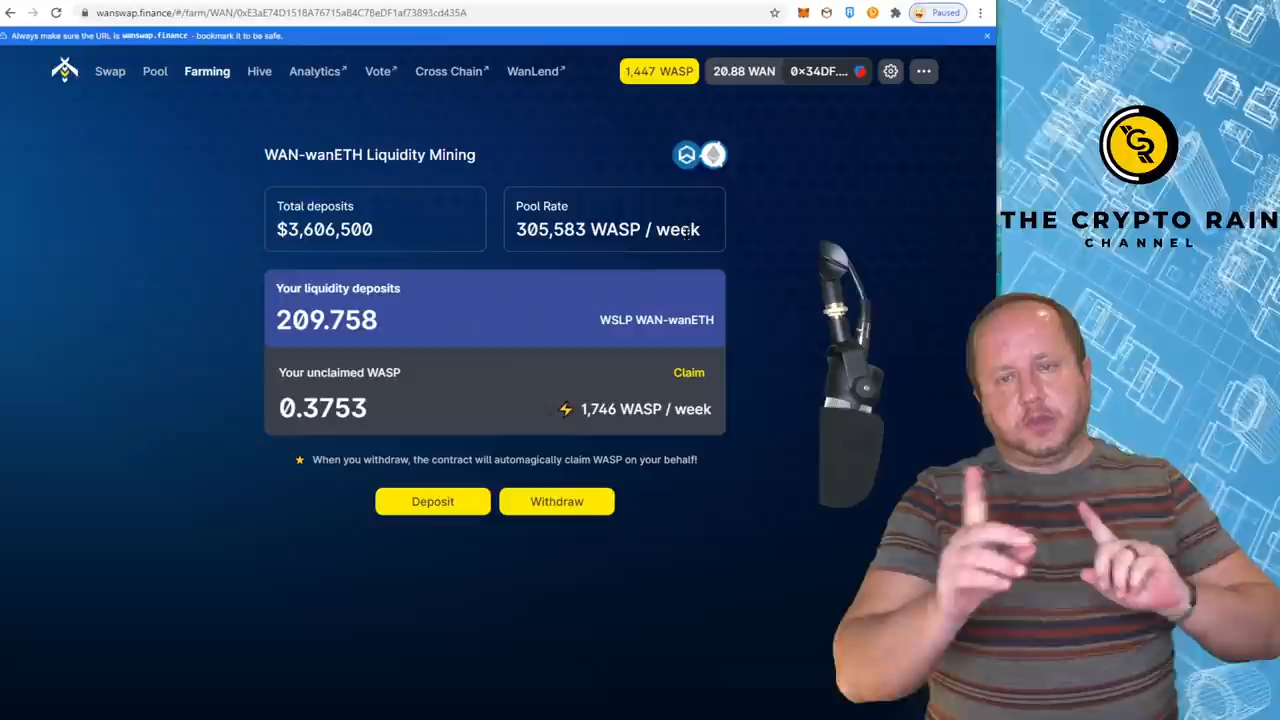 wanswap.finance/#/farm/WAN/0xE3aE74D1518A76715a84C78eDF1af73893cd435A
Paused
Always make sure the URL is wanswap.finance - bookmark it to be safe.
Swap Pool Farming Hive Analytics↗ Vote↗ Cross Chain↗ WanLend↗ 1,447 WASP 20.88 WAN 0×34DF....
WAN-wanETH Liquidity Mining
Total deposits
$3,606,500
Pool Rate
305,583 WASP / week
Your liquidity deposits
209.758 WSLP WAN-wanETH
Your unclaimed WASP Claim
0.3753 1,746 WASP / week
When you withdraw, the contract will automagically claim WASP on your behalf!
Deposit Withdraw
GR
THE CRYPTO RAIN
CHANNEL